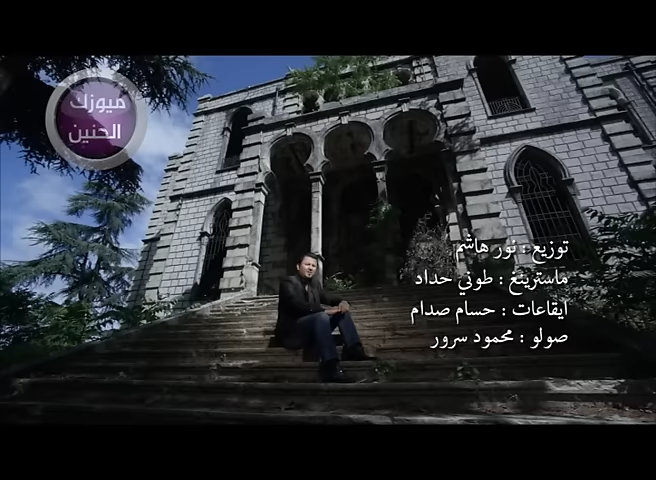 ميوزك
الحنين
توزيع : نور هاشم
ماسترينغ : طوني حداد
ايقاعات : حسام صدام
صولو : محمود سرور